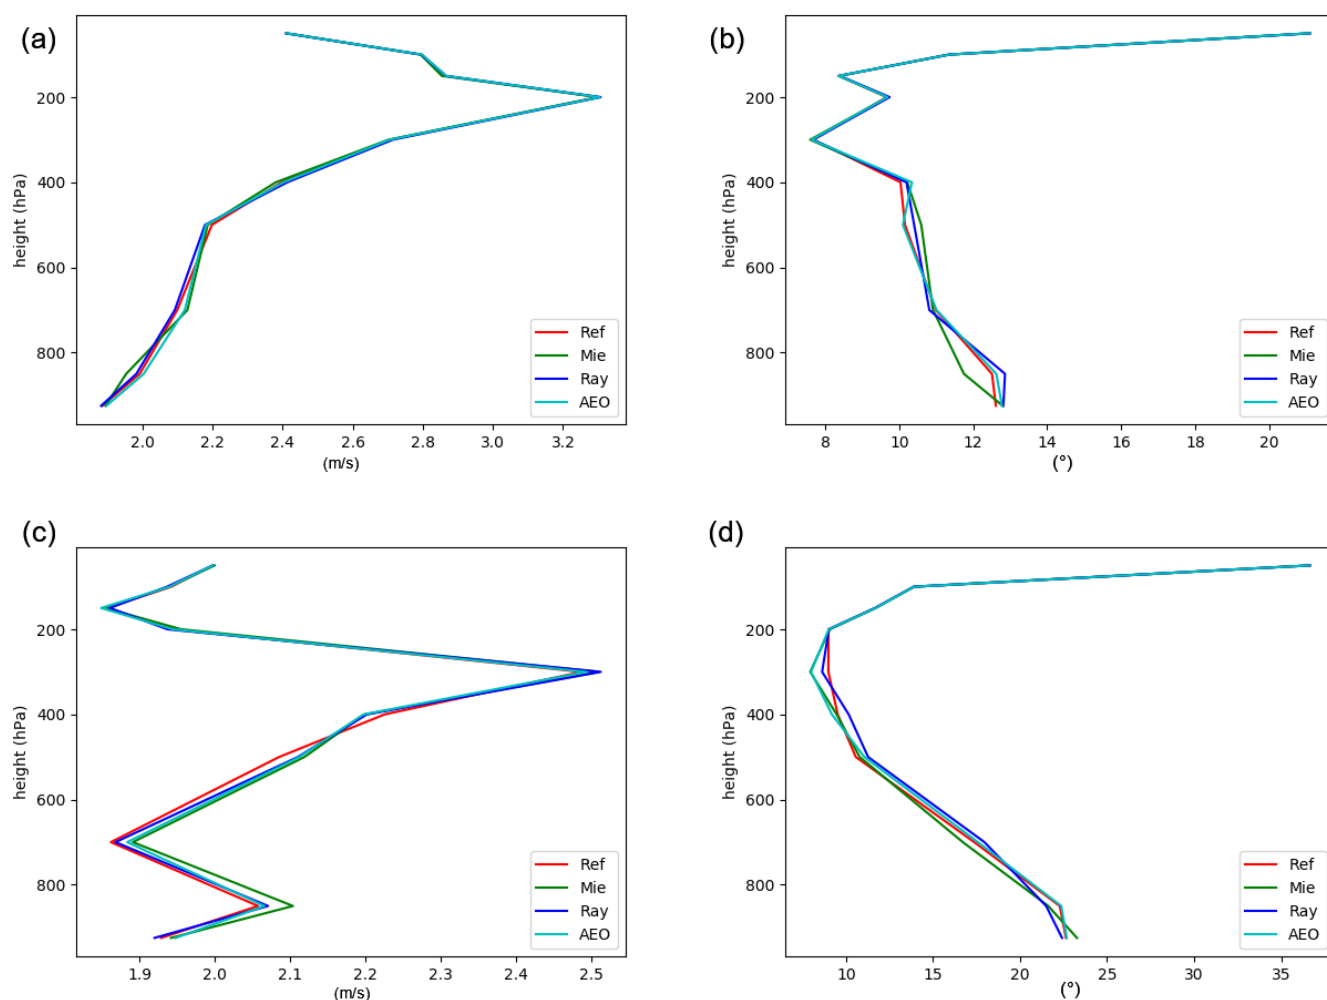 (a)
200
400
600
800
height (hPa)
2.0 2.2 2.4 2.6 2.8 3.0 3.2
(m/s)
Ref
Mie
Ray
AEO
(b)
200
400
600
800
height (hPa)
8 10 12 14 16 18 20
(°)
Ref
Mie
Ray
AEO
(c)
200
400
600
800
height (hPa)
1.9 2.0 2.1 2.2 2.3 2.4 2.5
(m/s)
Ref
Mie
Ray
AEO
(d)
200
400
600
800
height (hPa)
10 15 20 25 30 35
(°)
Ref
Mie
Ray
AEO